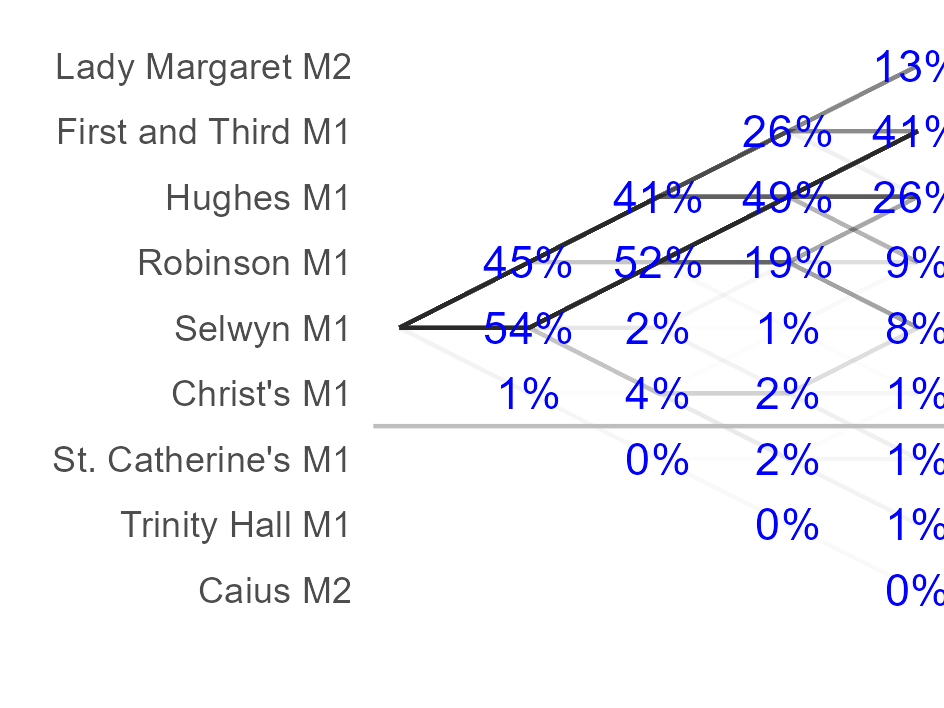 Lady Margaret M2 13%
First and Third M1 26% 41%
Hughes M1 41% 49% 26%
Robinson M1 45% 52% 19% 9%
Selwyn M1 54% 2% 1% 8%
Christ's M1 1% 4% 2% 1%
St. Catherine's M1 0% 2% 1%
Trinity Hall M1 0% 1%
Caius M2 0%